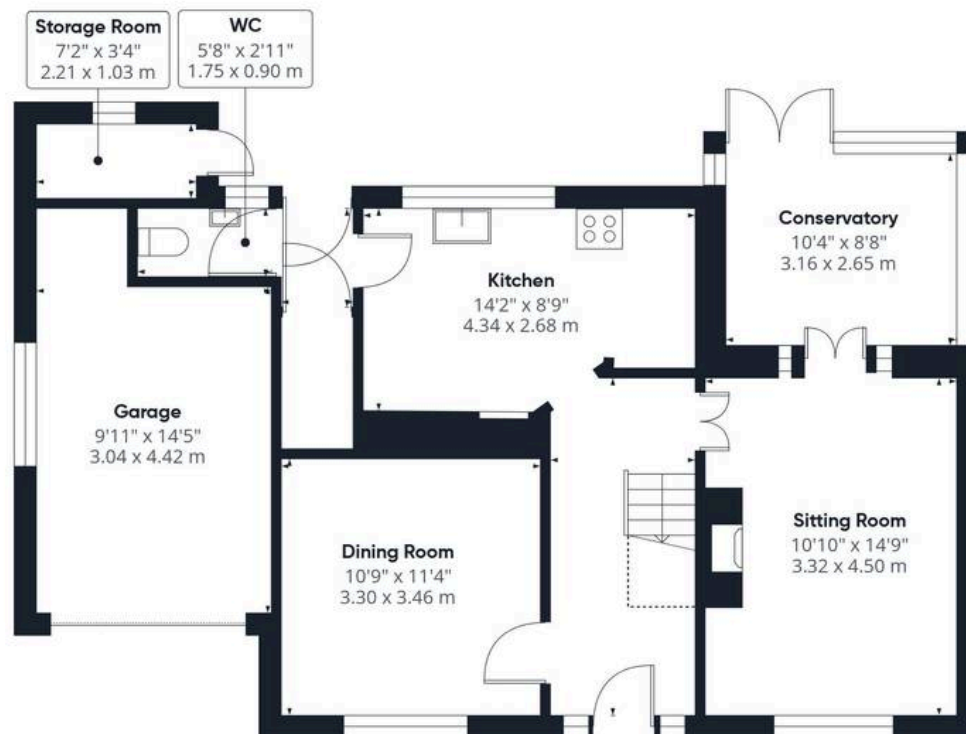 Storage Room
7'2" x 3'4"
2.21 x 1.03 m
WC
5'8" x 2'11"
1.75 x 0.90 m
Conservatory
10'4" x 8'8"
3.16 x 2.65 m
Kitchen
14'2" x 8'9"
4.34 x 2.68 m
Garage
9'11" x 14'5"
3.04 x 4.42 m
Dining Room
10'9" x 11'4"
3.30 x 3.46 m
Sitting Room
10'10" x 14'9"
3.32 x 4.50 m